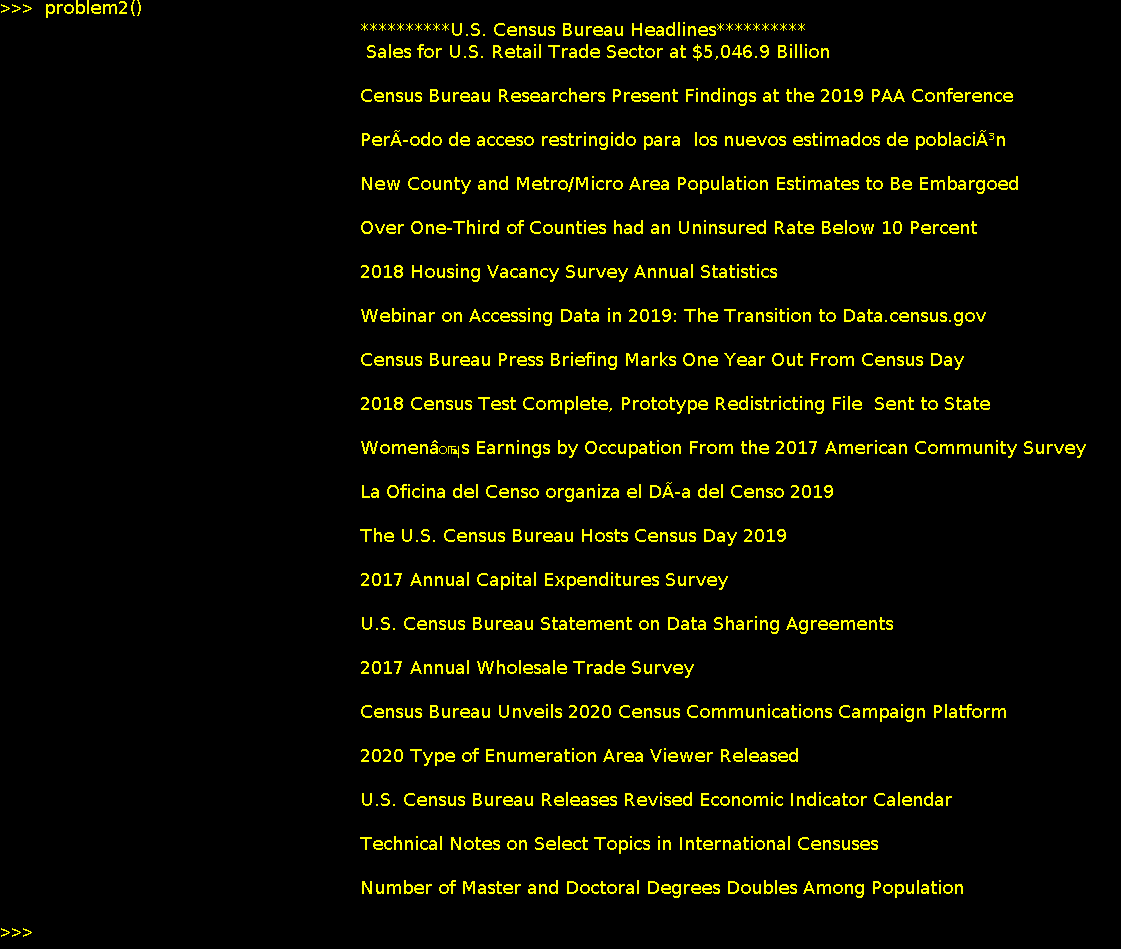 >>> problem2()
**********U.S. Census Bureau Headlines**********
Sales for U.S. Retail Trade Sector at $5,046.9 Billion
Census Bureau Researchers Present Findings at the 2019 PAA Conference
PerÃ-odo de acceso restringido para  los nuevos estimados de poblaciÃ³n
New County and Metro/Micro Area Population Estimates to Be Embargoed
Over One-Third of Counties had an Uninsured Rate Below 10 Percent
2018 Housing Vacancy Survey Annual Statistics
Webinar on Accessing Data in 2019: The Transition to Data.census.gov
Census Bureau Press Briefing Marks One Year Out From Census Day
2018 Census Test Complete, Prototype Redistricting File  Sent to State
Earnings by Occupation From the 2017 American Community Survey
La Oficina del Censo organiza el DÃ-a del Censo 2019
The U.S. Census Bureau Hosts Census Day 2019
2017 Annual Capital Expenditures Survey
U.S. Census Bureau Statement on Data Sharing Agreements
2017 Annual Wholesale Trade Survey
Census Bureau Unveils 2020 Census Communications Campaign Platform
2020 Type of Enumeration Area Viewer Released
U.S. Census Bureau Releases Revised Economic Indicator Calendar
Technical Notes on Select Topics in International Censuses
Number of Master and Doctoral Degrees Doubles Among Population
>>>